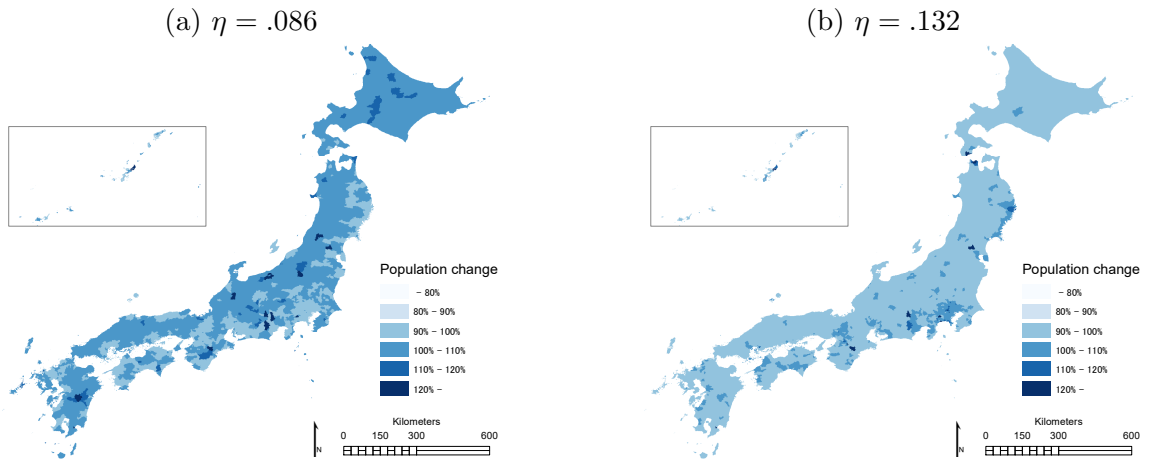 (a) η = .086
Population change
- 80%
80% - 90%
90% - 100%
100% - 110%
110% - 120%
120% -
Kilometers
0 150 300 600
N
(b) η = .132
Population change
- 80%
80% - 90%
90% - 100%
100% - 110%
110% - 120%
120% -
Kilometers
0 150 300 600
N